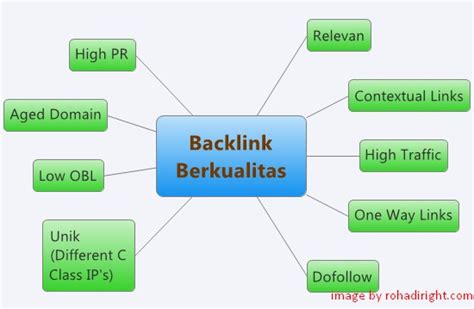 Relevan
High PR
Contextual Links
Aged Domain
Backlink
Berkualitas
High Traffic
Low OBL
One Way Links
Unik
(Different C
Class IP's)
Dofollow
image by rohadiright.com